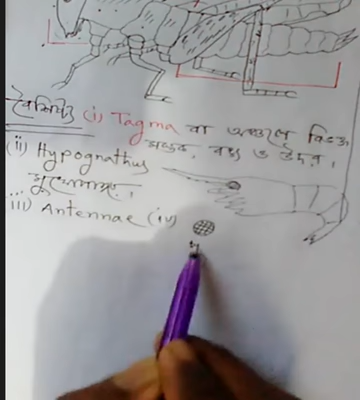 বৈশিষ্ট্য (i) Tagma বা অঞ্চলে বিভক্ত
মস্তক, বক্ষ ও উদর।
(ii) Hypognathus
iii) Antennae (iv)